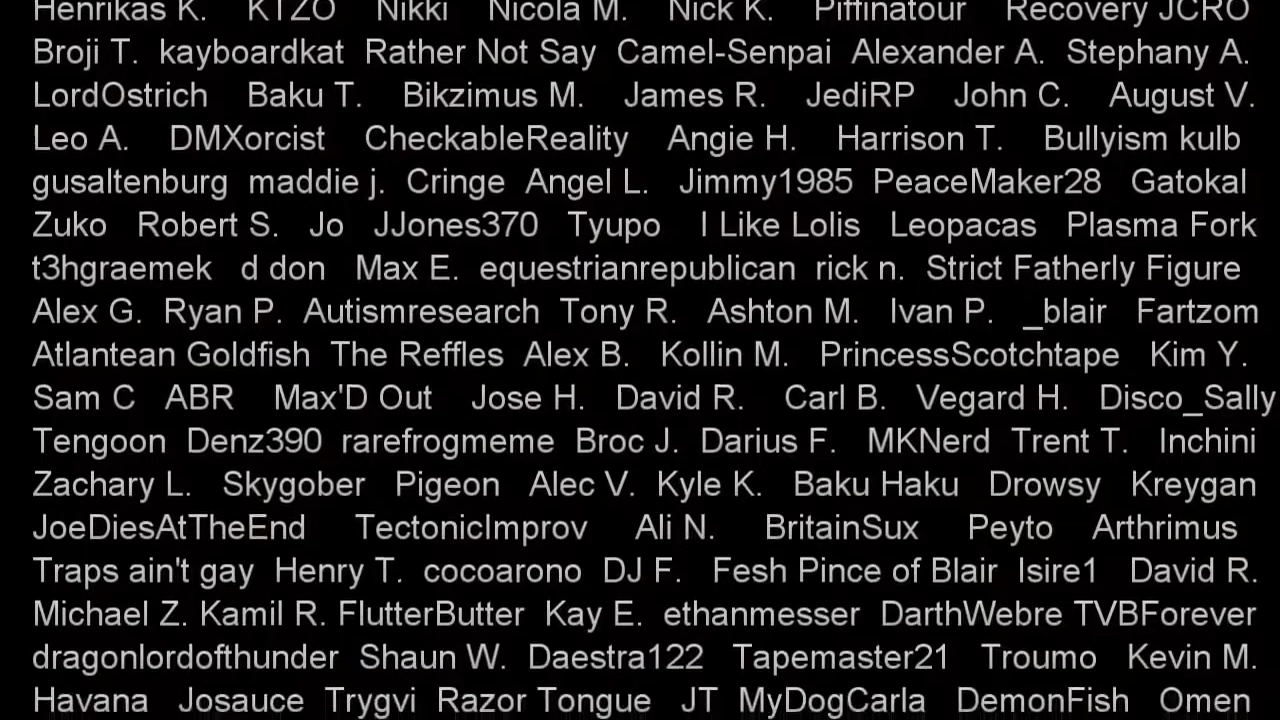 Henrikas K. KTZO Nikki Nicola M. Nick K. Piffinatour Recovery JCRO
Broji T. kayboardkat Rather Not Say Camel-Senpai Alexander A. Stephany A.
LordOstrich Baku T. Bikzimus M. James R. JediRP John C. August V.
Leo A. DMXorcist CheckableReality Angie H. Harrison T. Bullyism kulb
gusaltenburg maddie j. Cringe Angel L. Jimmy1985 PeaceMaker28 Gatokal
Zuko Robert S. Jo JJones370 Tyupo I Like Lolis Leopacas Plasma Fork
t3hgraemek d don Max E. equestrianrepublican rick n. Strict Fatherly Figure
Alex G. Ryan P. Autismresearch Tony R. Ashton M. Ivan P. _blair Fartzom
Atlantean Goldfish The Reffles Alex B. Kollin M. PrincessScotchtape Kim Y.
Sam C ABR Max'D Out Jose H. David R. Carl B. Vegard H. Disco_Sally
Tengoon Denz390 rarefrogmeme Broc J. Darius F. MKNerd Trent T. Inchini
Zachary L. Skygober Pigeon Alec V. Kyle K. Baku Haku Drowsy Kreygan
JoeDiesAtTheEnd TectonicImprov Ali N. BritainSux Peyto Arthrimus
Traps ain't gay Henry T. cocoarono DJ F. Fesh Pince of Blair Isire1 David R.
Michael Z. Kamil R. FlutterButter Kay E. ethanmesser DarthWebre TVBForever
dragonlordofthunder Shaun W. Daestra122 Tapemaster21 Troumo Kevin M.
Havana Josauce Trygvi Razor Tongue JT MyDogCarla DemonFish Omen